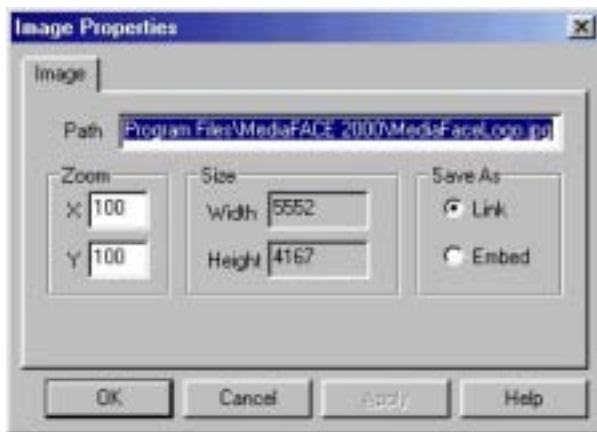 Image Properties
Image
Path Program Files\MediaFACE 2000\MediaFaceLogo.jpg
Zoom
X 100
Y 100
Size
Width 5552
Height 4167
Save As
Link
Embed
OK Cancel Apply Help